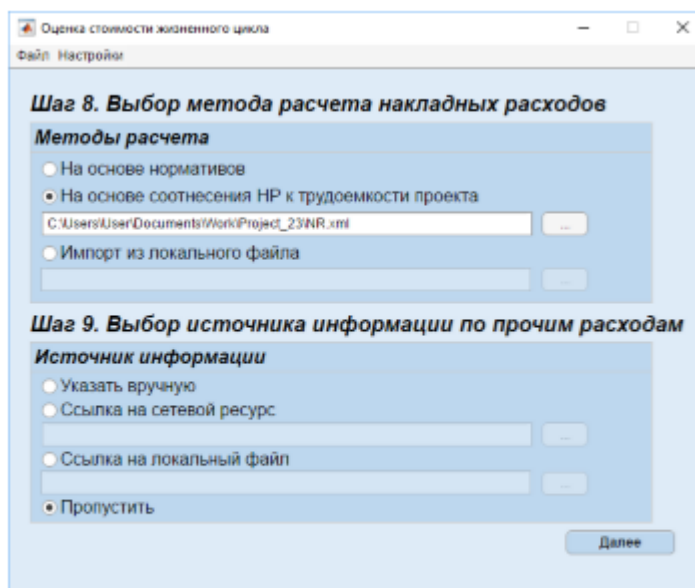 Оценка стоимости жизненного цикла
Файл Настройки
Шаг 8. Выбор метода расчета накладных расходов
Методы расчета
На основе нормативов
На основе соотнесения НР к трудоемкости проекта
C:\Users\User\Documents\Work\Project_23\NR.xml
...
Импорт из локального файла
...
Шаг 9. Выбор источника информации по прочим расходам
Источник информации
Указать вручную
Ссылка на сетевой ресурс
...
Ссылка на локальный файл
...
Пропустить
Далее